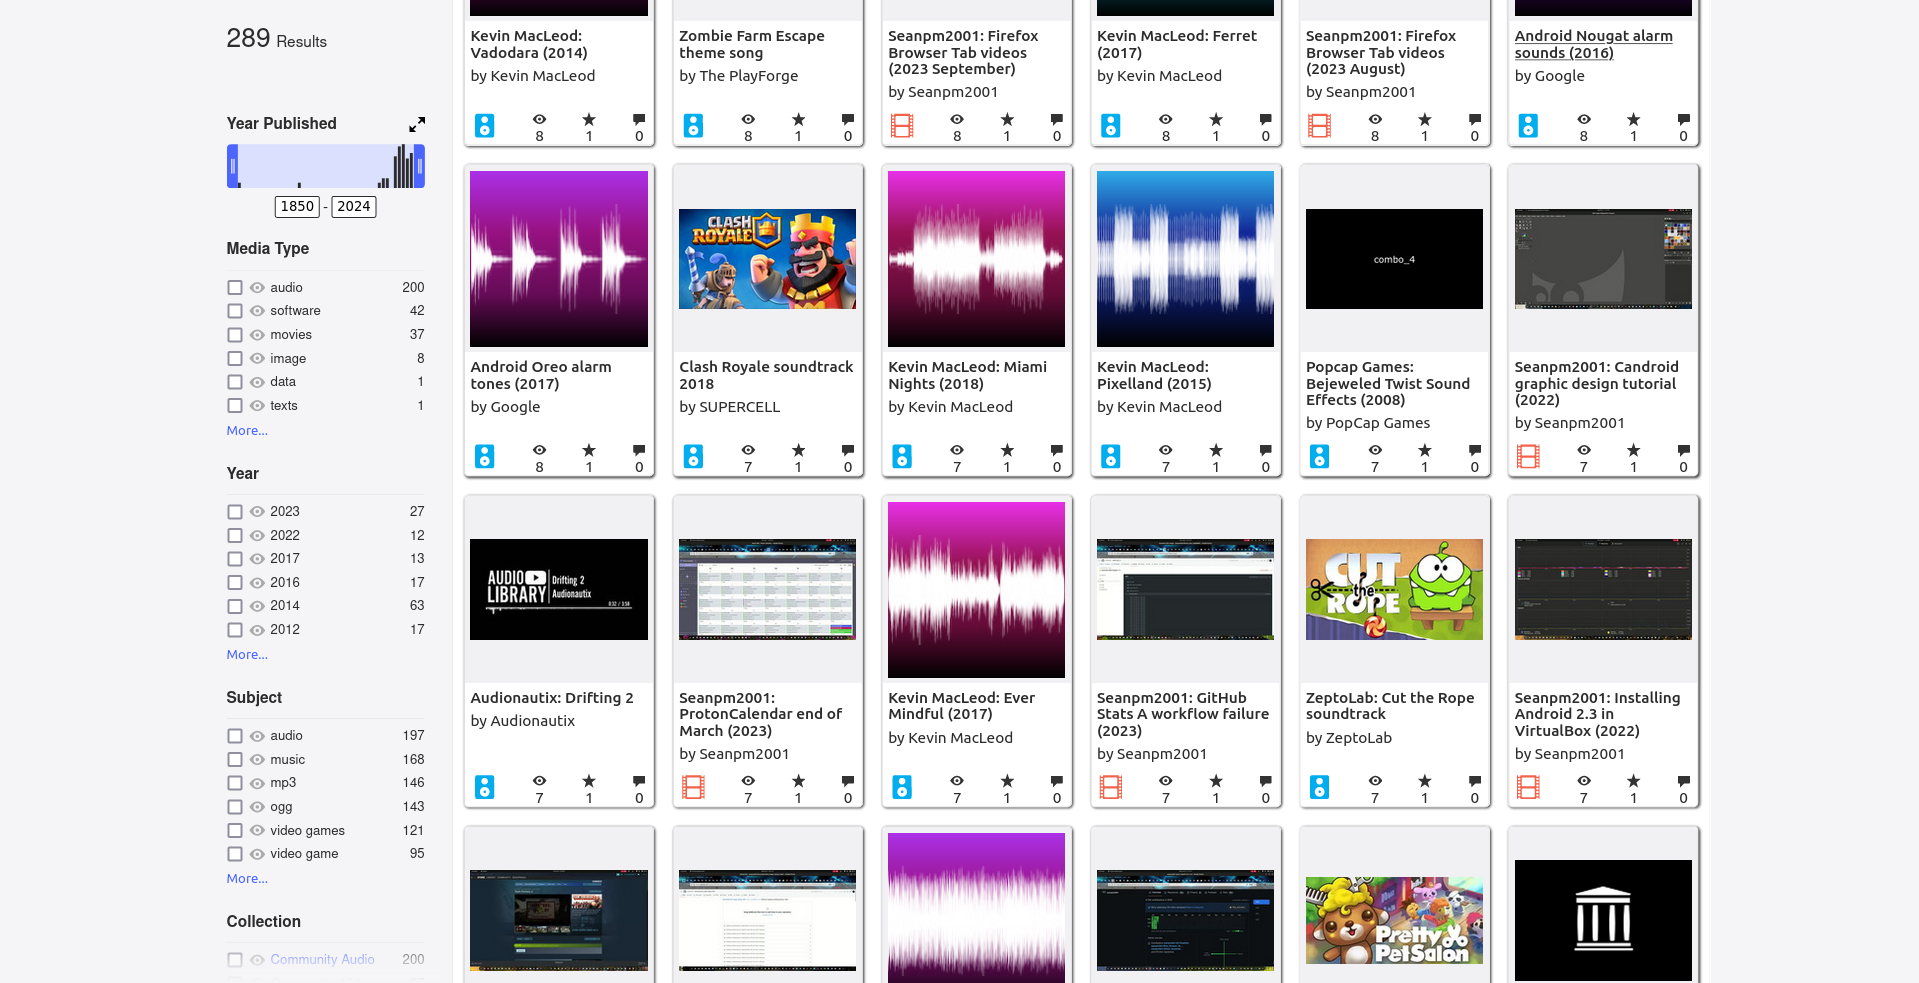 289 Results
Year Published
1850 - 2024
Media Type
audio 200
software 42
movies 37
image 8
data 1
texts 1
More...
Year
2023 27
2022 12
2017 13
2016 17
2014 63
2012 17
More...
Subject
audio 197
music 168
mp3 146
ogg 143
video games 121
video game 95
More...
Collection
Community Audio 200
Kevin MacLeod:
Vadodara (2014)
by Kevin MacLeod
8 1 0
Zombie Farm Escape
theme song
by The PlayForge
8 1 0
Seanpm2001: Firefox
Browser Tab videos
(2023 September)
by Seanpm2001
8 1 0
Kevin MacLeod: Ferret
(2017)
by Kevin MacLeod
8 1 0
Seanpm2001: Firefox
Browser Tab videos
(2023 August)
by Seanpm2001
8 1 0
Android Nougat alarm
sounds (2016)
by Google
8 1 0
Android Oreo alarm
tones (2017)
by Google
8 1 0
CLASH
ROYALE
Clash Royale soundtrack
2018
by SUPERCELL
7 1 0
Kevin MacLeod: Miami
Nights (2018)
by Kevin MacLeod
7 1 0
Kevin MacLeod:
Pixelland (2015)
by Kevin MacLeod
7 1 0
combo_4
Popcap Games:
Bejeweled Twist Sound
Effects (2008)
by PopCap Games
7 1 0
Seanpm2001: Candroid
graphic design tutorial
(2022)
by Seanpm2001
7 1 0
AUDIO
LIBRARY
Drifting 2
Audionautix
0:32 / 3:58
Audionautix: Drifting 2
by Audionautix
7 1 0
Seanpm2001:
ProtonCalendar end of
March (2023)
by Seanpm2001
7 1 0
Kevin MacLeod: Ever
Mindful (2017)
by Kevin MacLeod
7 1 0
Seanpm2001: GitHub
Stats A workflow failure
(2023)
by Seanpm2001
7 1 0
CUT
the
ROPE
ZeptoLab: Cut the Rope
soundtrack
by ZeptoLab
7 1 0
Seanpm2001: Installing
Android 2.3 in
VirtualBox (2022)
by Seanpm2001
7 1 0
Pretty
PetSalon